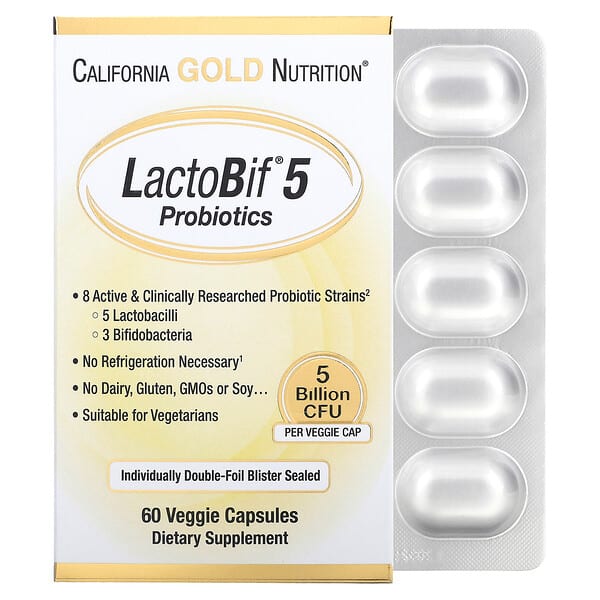 CALIFORNIA GOLD NUTRITION®
LactoBif® 5
Probiotics
• 8 Active & Clinically Researched Probiotic Strains²
○ 5 Lactobacilli
○ 3 Bifidobacteria
• No Refrigeration Necessary¹
• No Dairy, Gluten, GMOs or Soy...
• Suitable for Vegetarians
5
Billion
CFU
PER VEGGIE CAP
Individually Double-Foil Blister Sealed
60 Veggie Capsules
Dietary Supplement